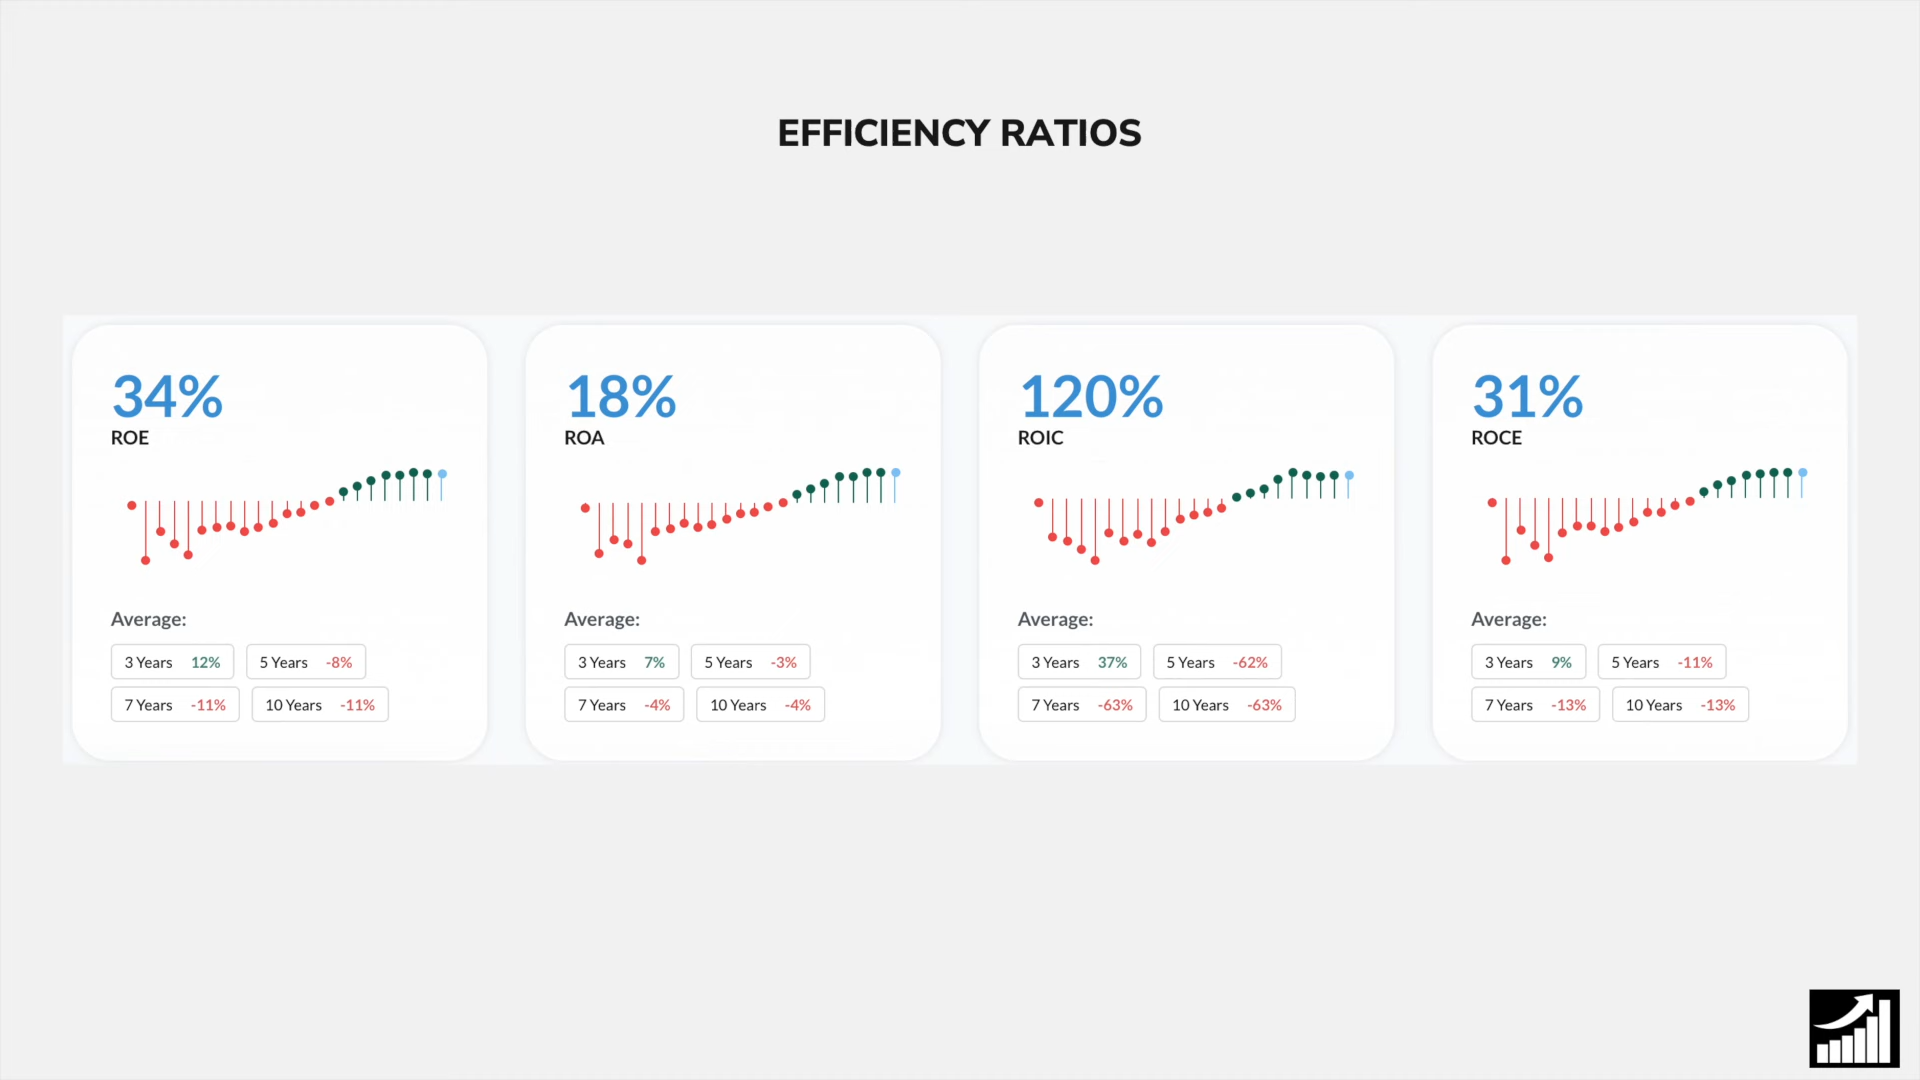 EFFICIENCY RATIOS
34%
ROE
Average:
3 Years 12% 5 Years -8%
7 Years -11% 10 Years -11%
18%
ROA
Average:
3 Years 7% 5 Years -3%
7 Years -4% 10 Years -4%
120%
ROIC
Average:
3 Years 37% 5 Years -62%
7 Years -63% 10 Years -63%
31%
ROCE
Average:
3 Years 9% 5 Years -11%
7 Years -13% 10 Years -13%